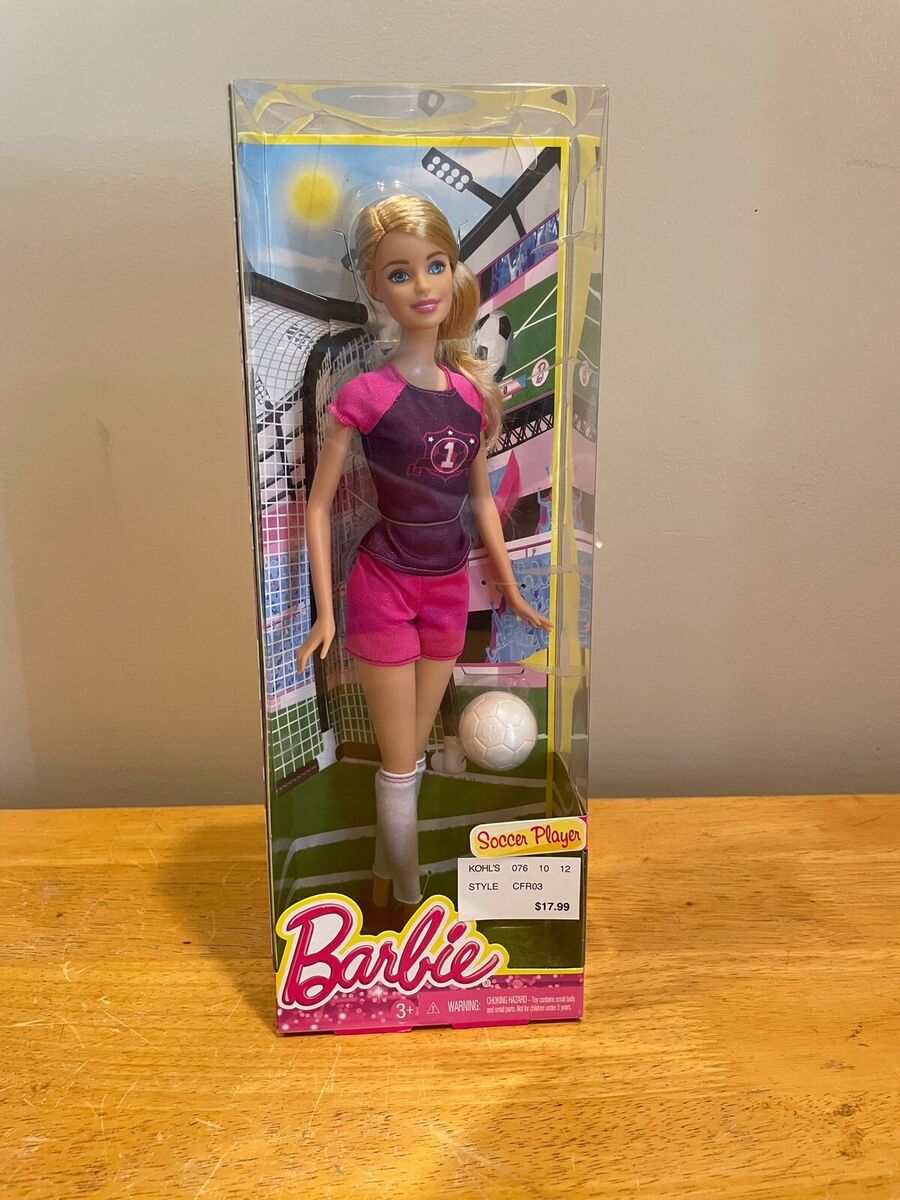 1
Soccer Player
KOHL'S 076 10 12
STYLE CFR03
$17.99
Barbie®
3+ WARNING: CHOKING HAZARD – Toy contains small balls
and small parts. Not for children under 3 years.